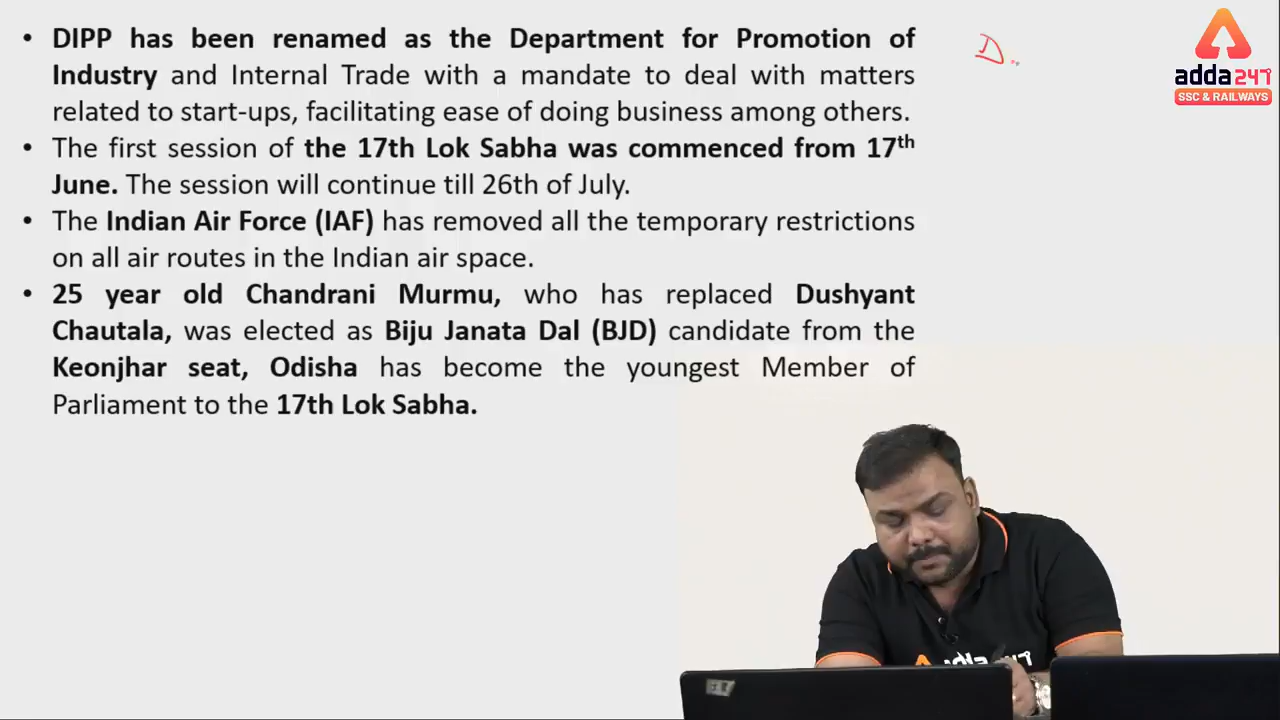 • DIPP has been renamed as the Department for Promotion of
Industry and Internal Trade with a mandate to deal with matters
related to start-ups, facilitating ease of doing business among others.
• The first session of the 17th Lok Sabha was commenced from 17th
June. The session will continue till 26th of July.
• The Indian Air Force (IAF) has removed all the temporary restrictions
on all air routes in the Indian air space.
• 25 year old Chandrani Murmu, who has replaced Dushyant
Chautala, was elected as Biju Janata Dal (BJD) candidate from the
Keonjhar seat, Odisha has become the youngest Member of
Parliament to the 17th Lok Sabha.
D
adda247
SSC & RAILWAYS